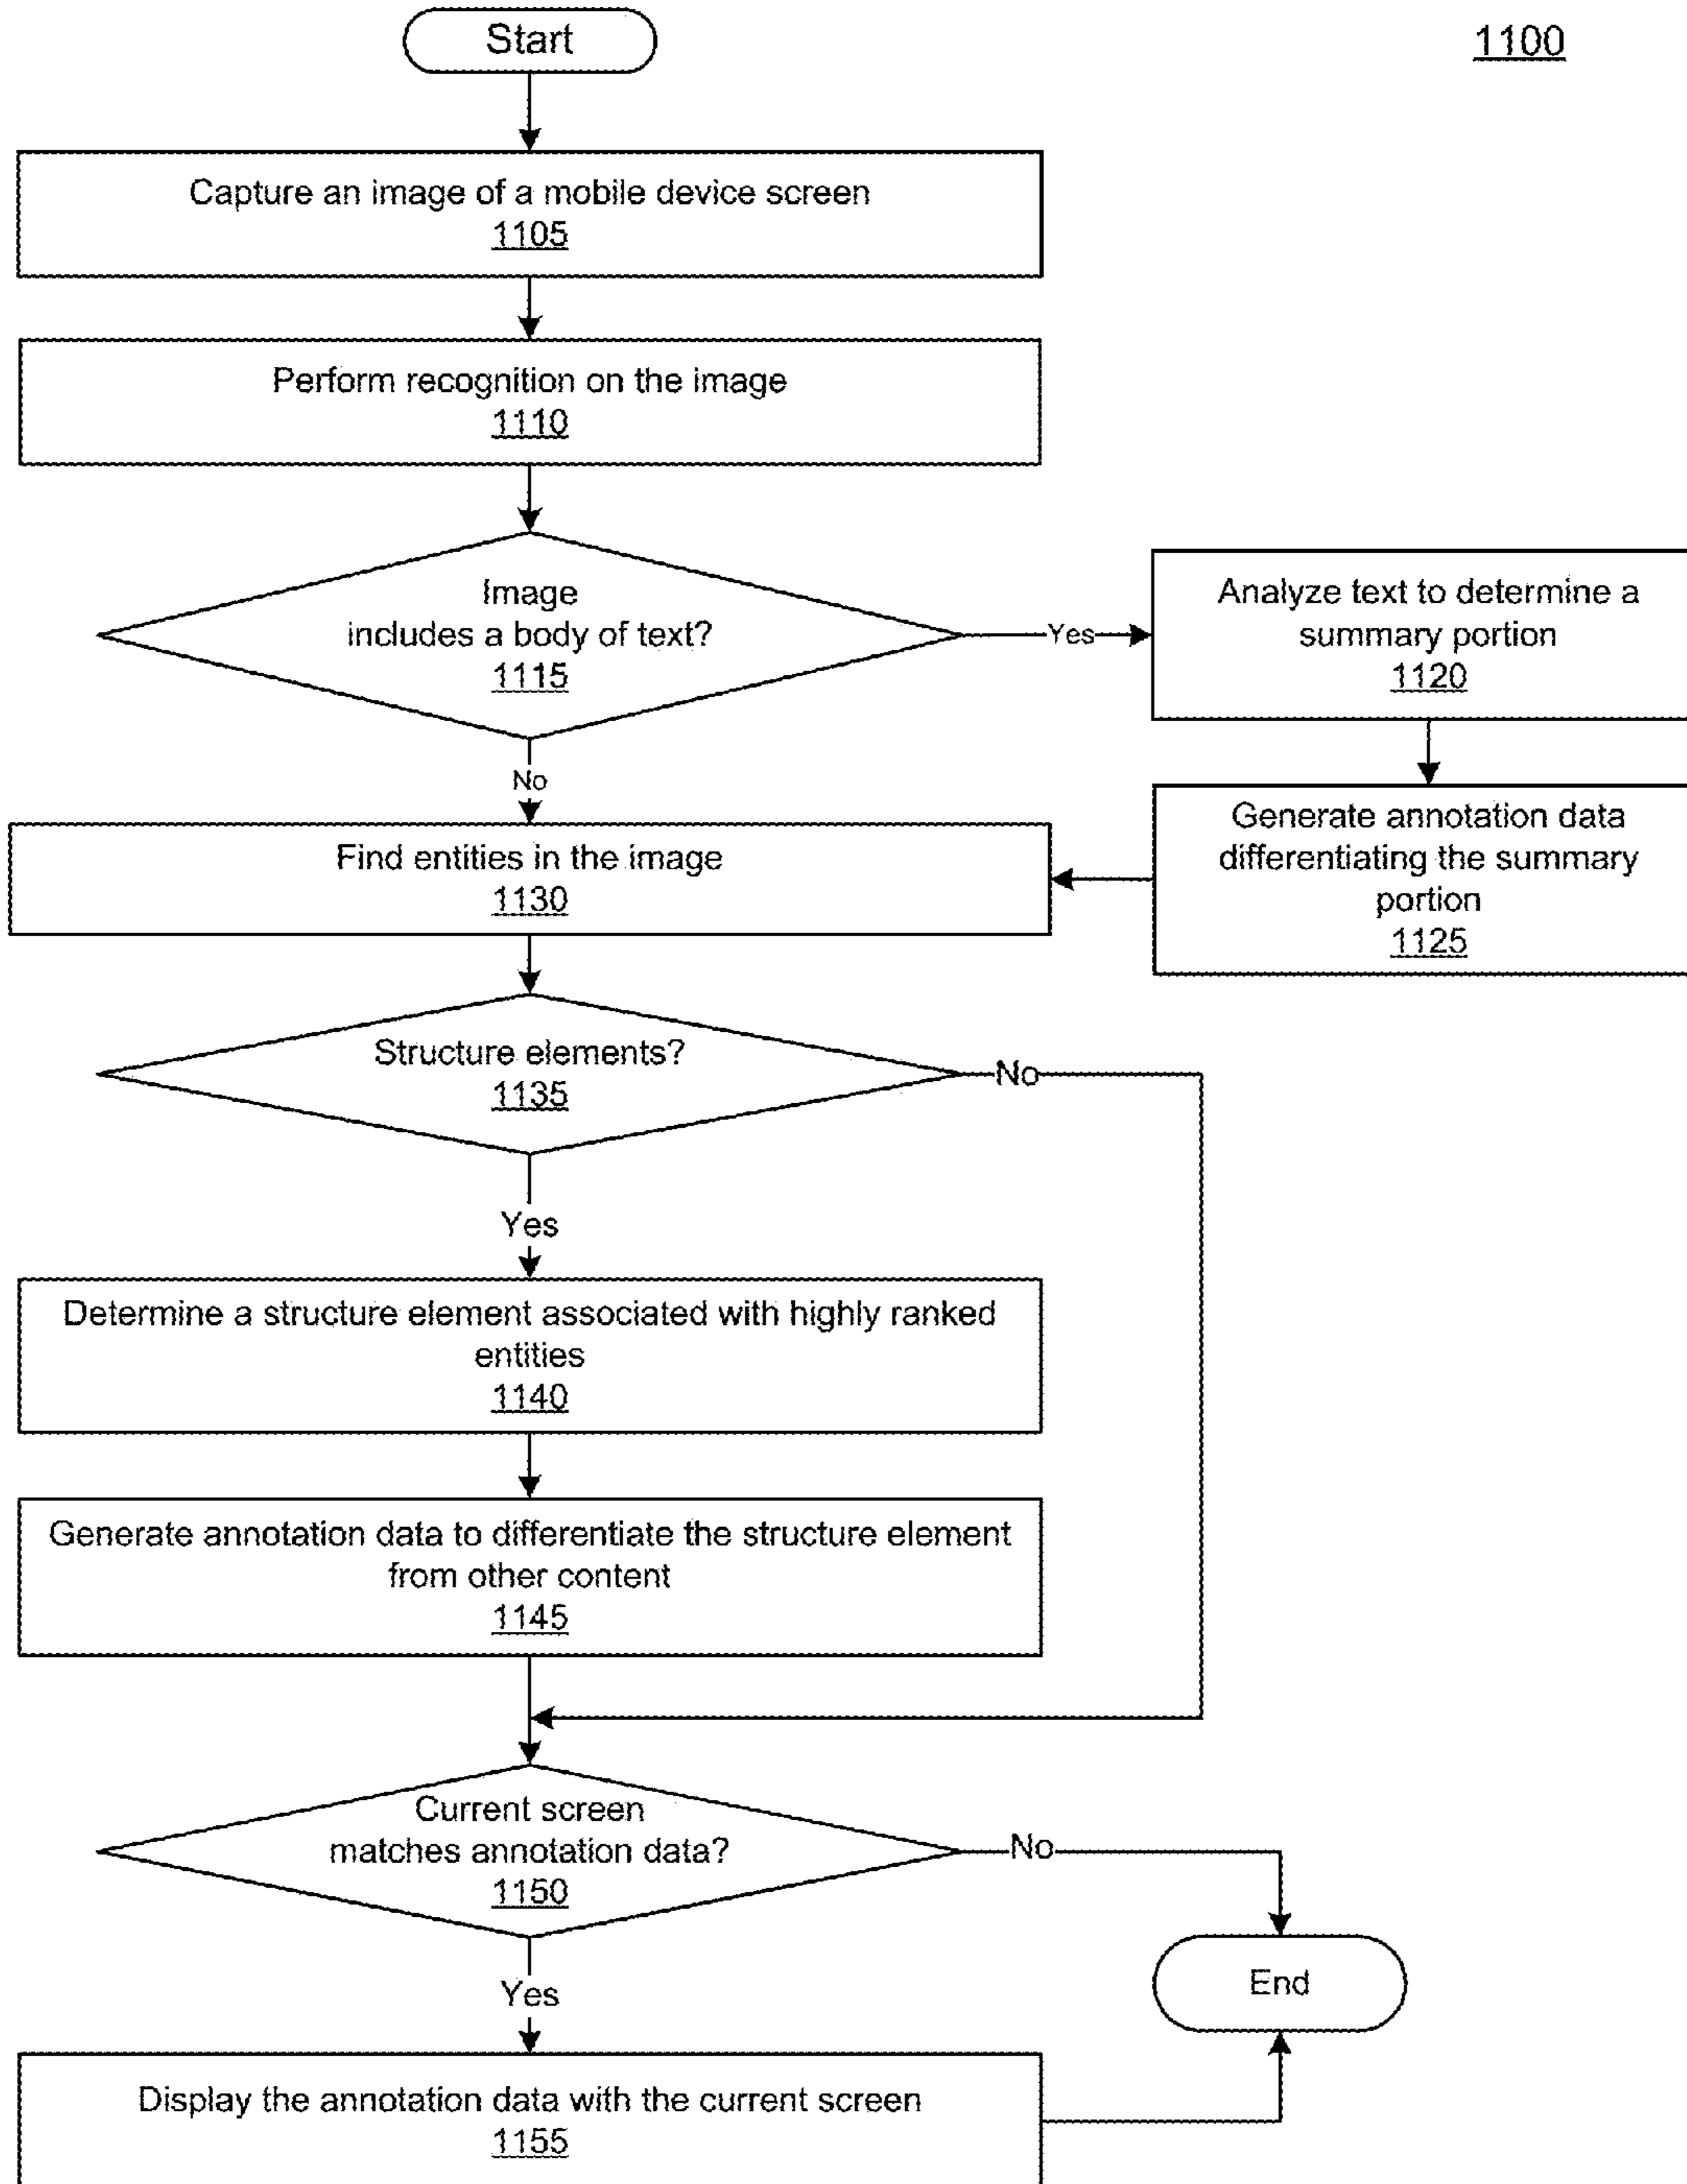 Start
1100
Capture an image of a mobile device screen
1105
Perform recognition on the image
1110
Image
includes a body of text?
1115
Yes
Analyze text to determine a
summary portion
1120
No
Generate annotation data
differentiating the summary
portion
1125
Find entities in the image
1130
Structure elements?
1135
No
Yes
Determine a structure element associated with highly ranked
entities
1140
Generate annotation data to differentiate the structure element
from other content
1145
Current screen
matches annotation data?
1150
No
Yes
End
Display the annotation data with the current screen
1155